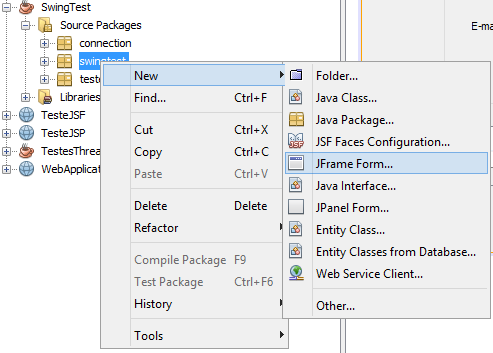 SwingTest
Source Packages
connection
swingtest
teste
Libraries
TesteJSF
TesteJSP
TestesThrea
WebApplicat
New
Find... Ctrl+F
Cut Ctrl+X
Copy Ctrl+C
Paste Ctrl+V
Delete Delete
Refactor
Compile Package F9
Test Package Ctrl+F6
History
Tools
Folder...
Java Class...
Java Package...
JSF Faces Configuration...
JFrame Form...
Java Interface...
JPanel Form...
Entity Class...
Entity Classes from Database...
Web Service Client...
Other...
E-ma